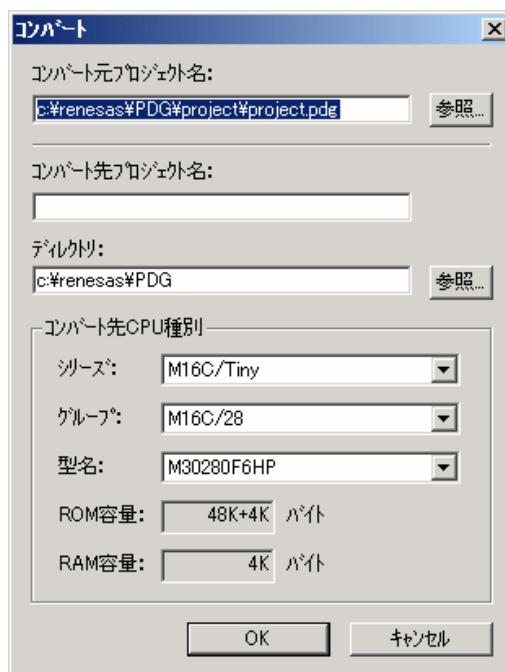 コンバート
コンバート元プロジェクト名:
c:¥renesas¥PDG¥project¥project.pdg
参照...
コンバート先プロジェクト名:
ディレクトリ:
c:¥renesas¥PDG
参照...
コンバート先CPU種別
シリーズ: M16C/Tiny
グループ: M16C/28
型名: M30280F6HP
ROM容量: 48K+4K バイト
RAM容量: 4K バイト
OK キャンセル